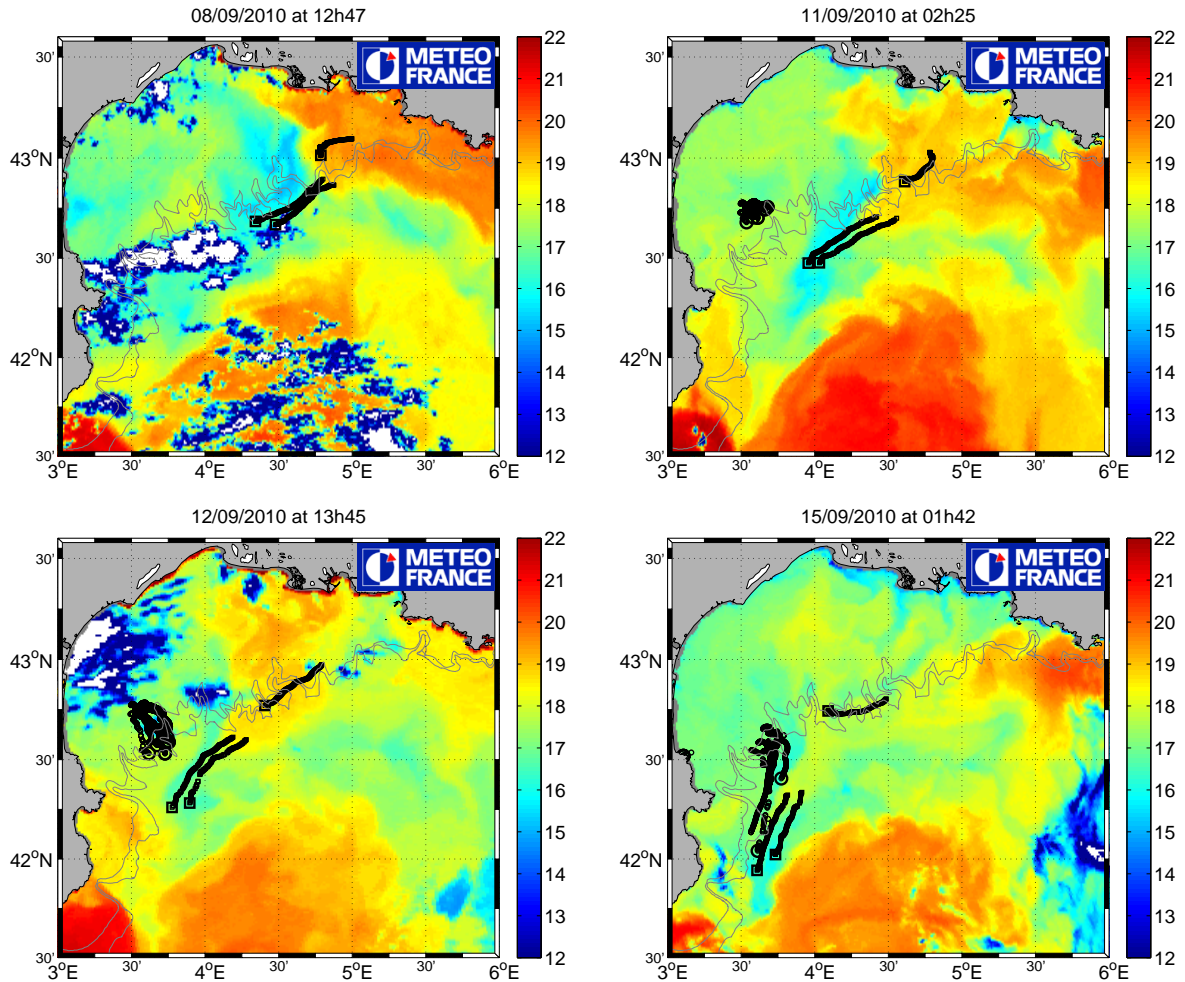 08/09/2010 at 12h47
METEO
FRANCE
30'
43°N
30'
42°N
30'
3°E
30'
4°E
30'
5°E
30'
6°E
22
21
20
19
18
17
16
15
14
13
12
11/09/2010 at 02h25
METEO
FRANCE
30'
43°N
30'
42°N
30'
3°E
30'
4°E
30'
5°E
30'
6°E
22
21
20
19
18
17
16
15
14
13
12
12/09/2010 at 13h45
METEO
FRANCE
30'
43°N
30'
42°N
30'
3°E
30'
4°E
30'
5°E
30'
6°E
22
21
20
19
18
17
16
15
14
13
12
15/09/2010 at 01h42
METEO
FRANCE
30'
43°N
30'
42°N
30'
3°E
30'
4°E
30'
5°E
30'
6°E
22
21
20
19
18
17
16
15
14
13
12